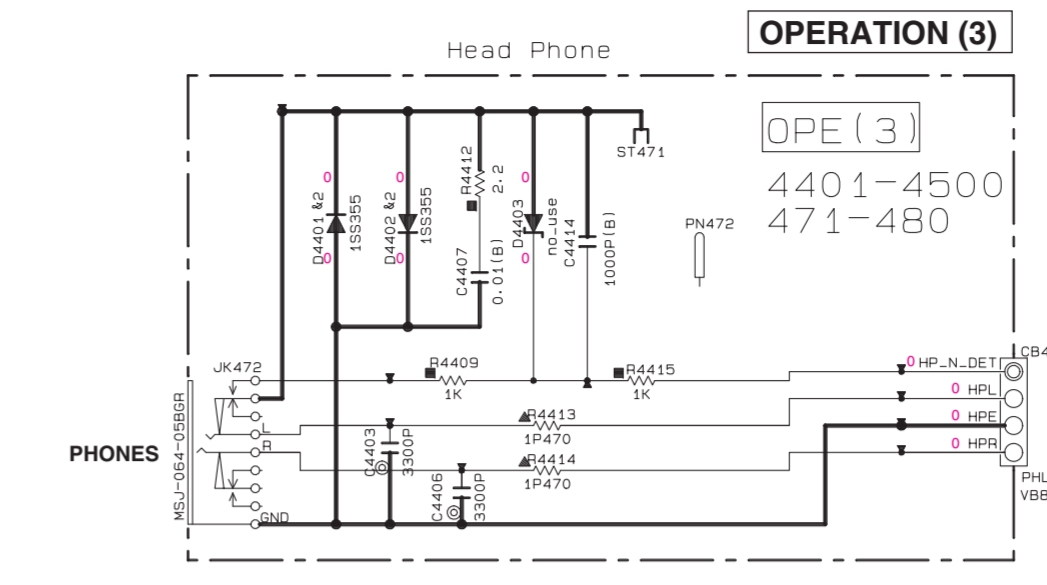 OPERATION (3)
Head Phone
OPE(3)
4401-4500
471-480
ST471
PN472
0
D4401 &2
1SS355
0
0
D4402 &2
1SS355
0
R4412
2.2
C4407
0.01(B)
0
D4403
no_use
0
C4414
1000P(B)
JK472
R4409
1K
R4415
1K
0 HP_N_DET
CB4
0 HPL
0 HPE
0 HPR
L
R4413
1P470
R
R4414
1P470
C4403
3300P
C4406
3300P
PHONES
MSJ-064-05BGR
GND
PHL
VB8